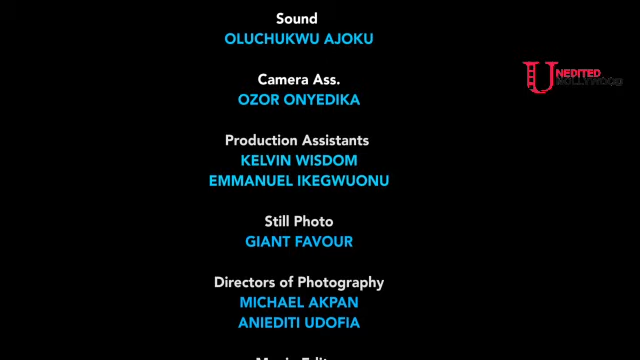 Sound
OLUCHUKWU AJOKU
UNEDITED
NOLLYWOOD
Camera Ass.
OZOR ONYEDIKA
Production Assistants
KELVIN WISDOM
EMMANUEL IKEGWUONU
Still Photo
GIANT FAVOUR
Directors of Photography
MICHAEL AKPAN
ANIEDITI UDOFIA